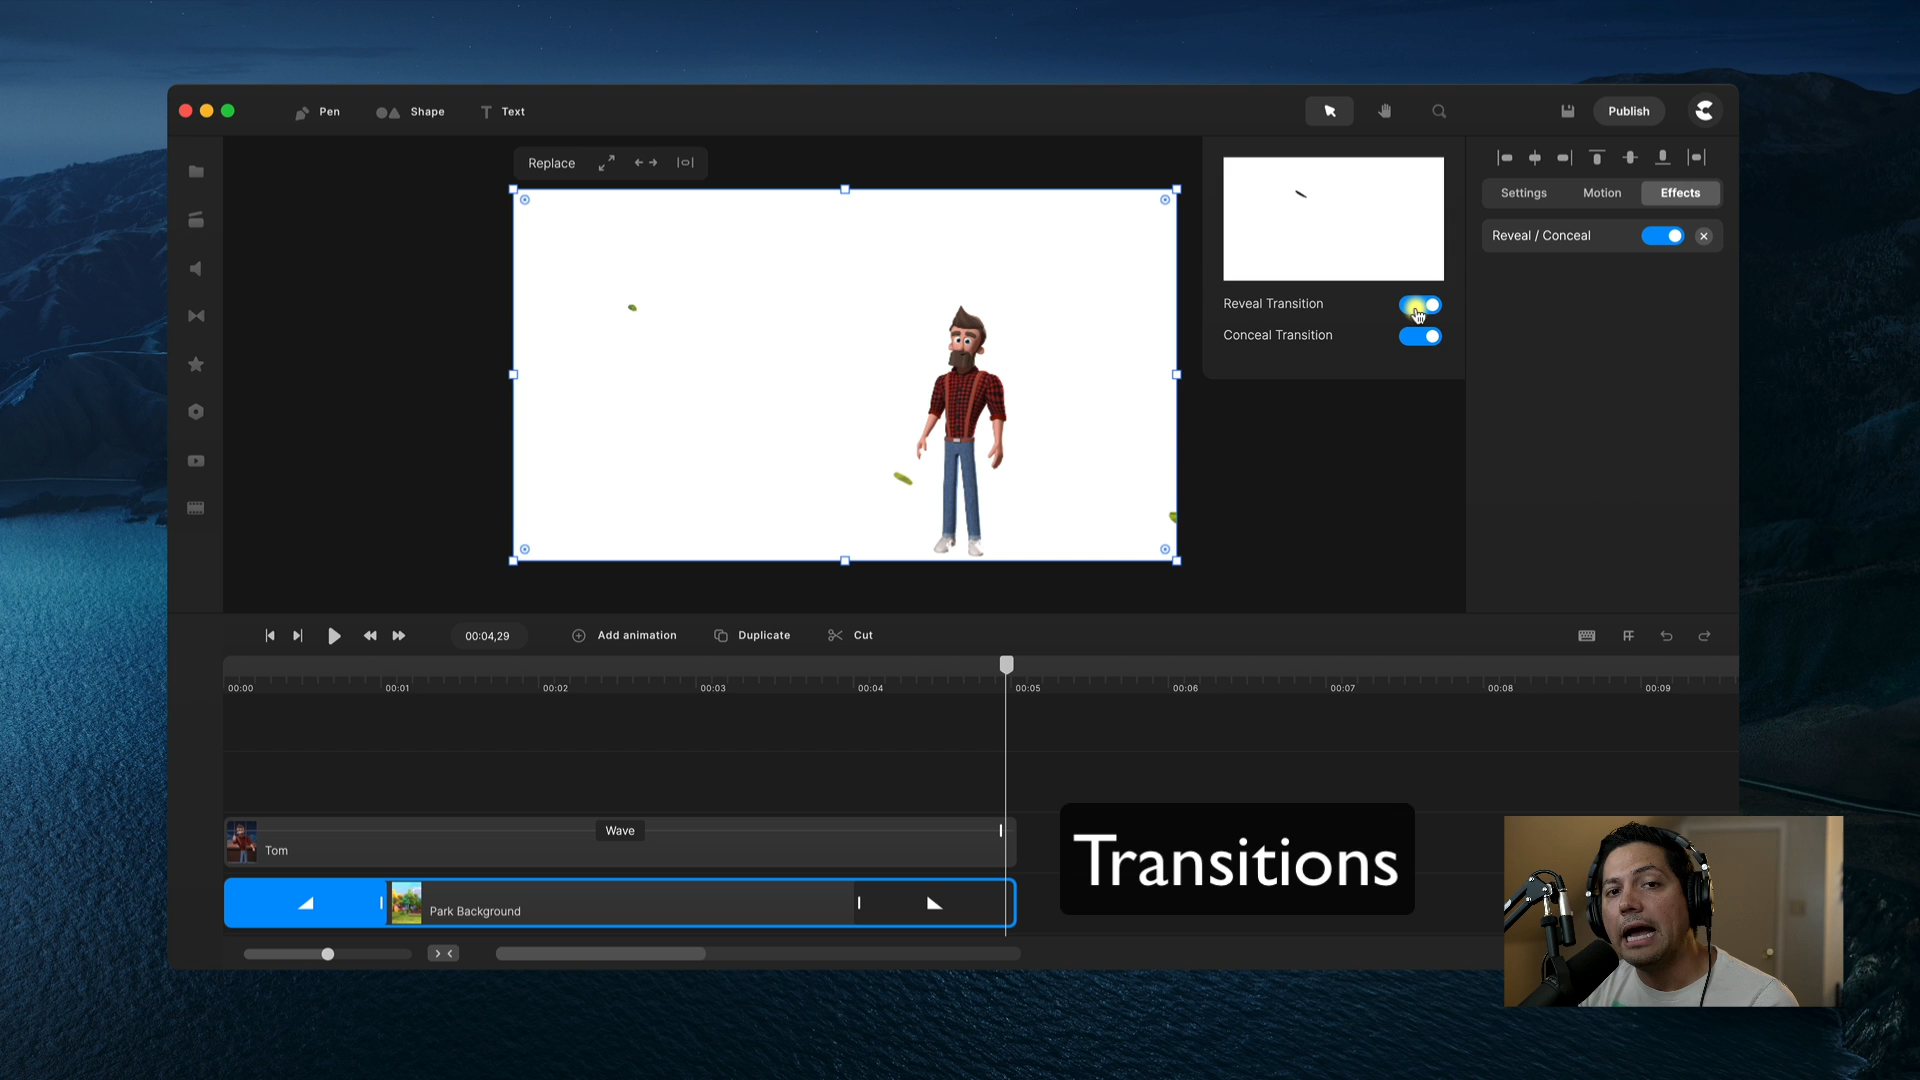 Pen
Shape
Text
Publish
Replace
Settings
Motion
Effects
Reveal / Conceal
Reveal Transition
Conceal Transition
00:04,29
Add animation
Duplicate
Cut
00:00
00:01
00:02
00:03
00:04
00:05
00:06
00:07
00:08
00:09
Wave
Tom
Park Background
Transitions